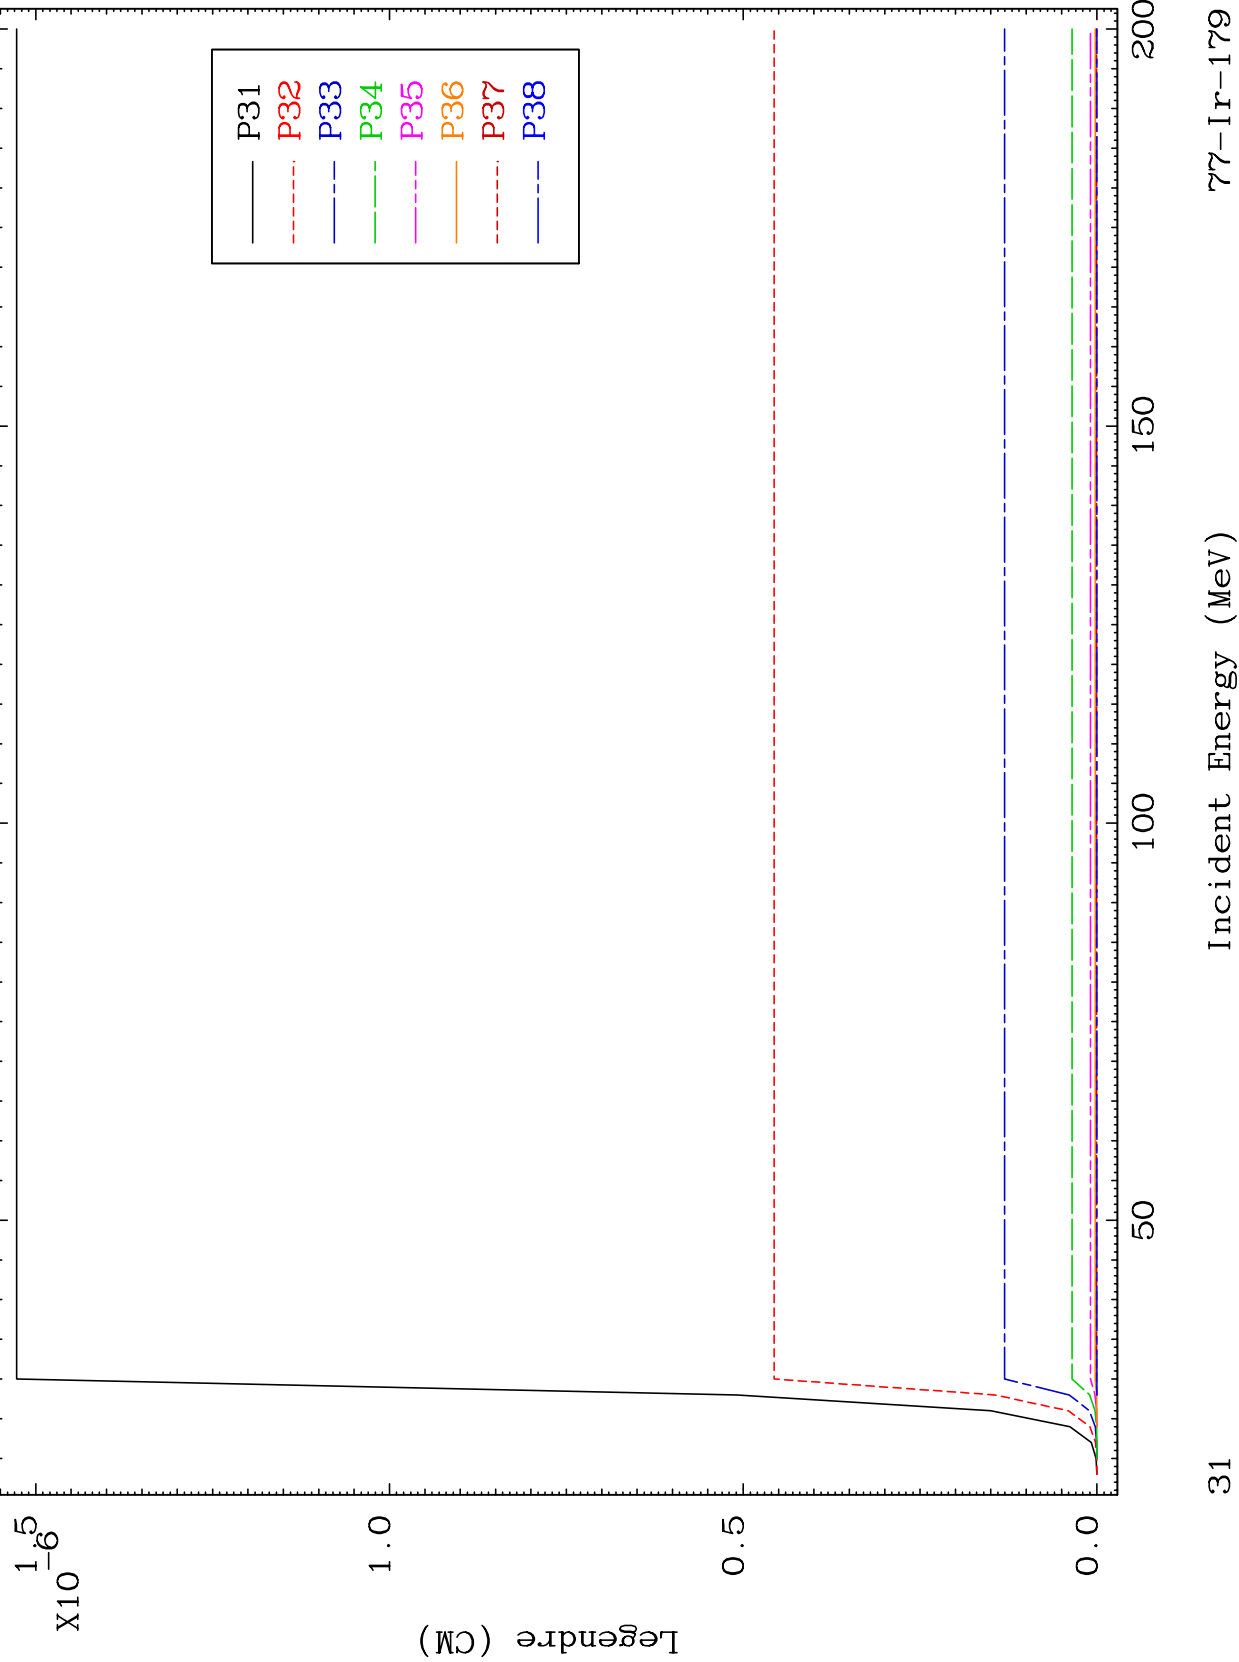 P31
P32
P33
P34
P35
P36
P37
P38
1.5
X10-6
1.0
0.5
0.0
Legendre (CM)
50
100
150
200
31
Incident Energy (MeV)
77-Ir-179